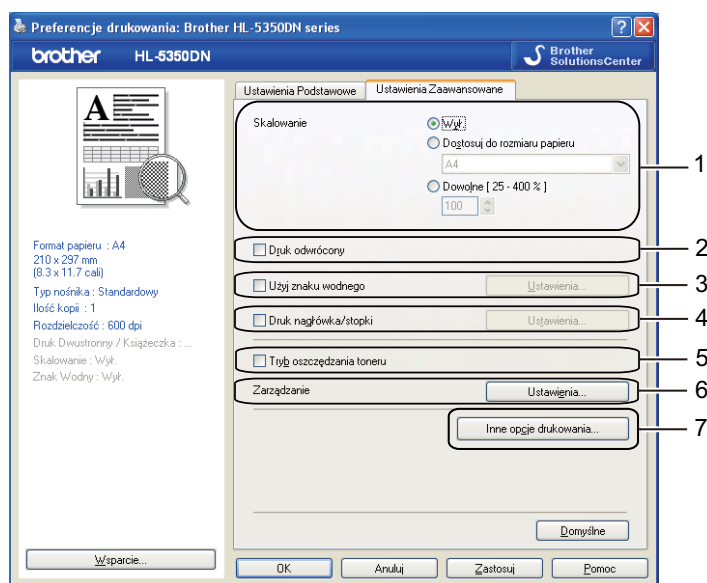 Preferencje drukowania: Brother HL-5350DN series
brother HL-5350DN
Brother
SolutionsCenter
Format papieru : A4
210 x 297 mm
(8.3 x 11.7 cali)
Typ nośnika : Standardowy
Ilość kopii : 1
Rozdzielczość : 600 dpi
Druk Dwustronny / Książeczka : ...
Skalowanie : Wył.
Znak Wodny : Wył.
Wsparcie...
Ustawienia Podstawowe
Ustawienia Zaawansowane
Skalowanie
Wył.
Dostosuj do rozmiaru papieru
A4
Dowolne [ 25 - 400 % ]
100
1
Druk odwrócony
2
Użyj znaku wodnego
Ustawienia...
3
Druk nagłówka/stopki
Ustawienia...
4
Tryb oszczędzania toneru
5
Zarządzanie
Ustawienia...
6
Inne opcje drukowania...
7
Domyślne
OK
Anuluj
Zastosuj
Pomoc